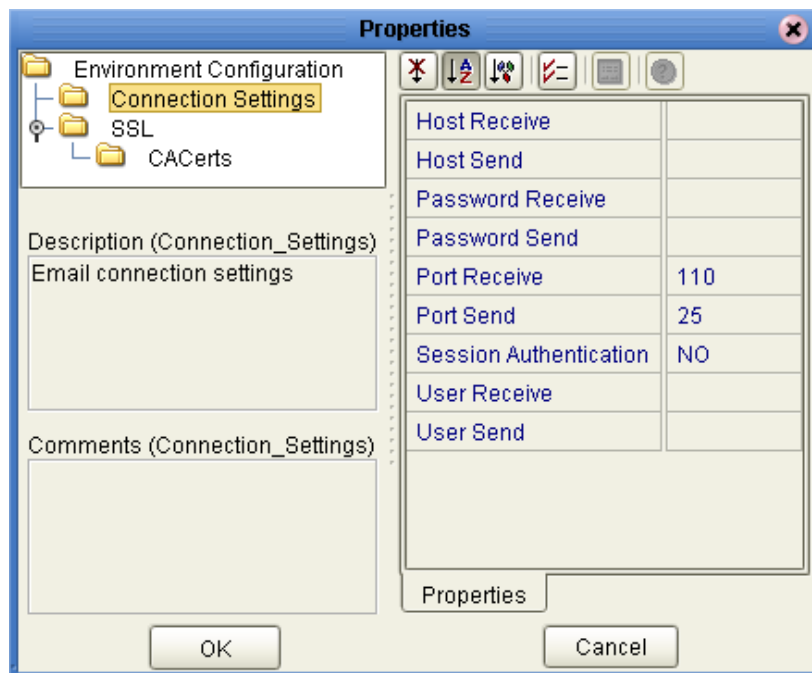 Properties
Environment Configuration
Connection Settings
SSL
CACerts
Description (Connection_Settings)
Email connection settings
Comments (Connection_Settings)
Host Receive
Host Send
Password Receive
Password Send
Port Receive 110
Port Send 25
Session Authentication NO
User Receive
User Send
Properties
OK
Cancel